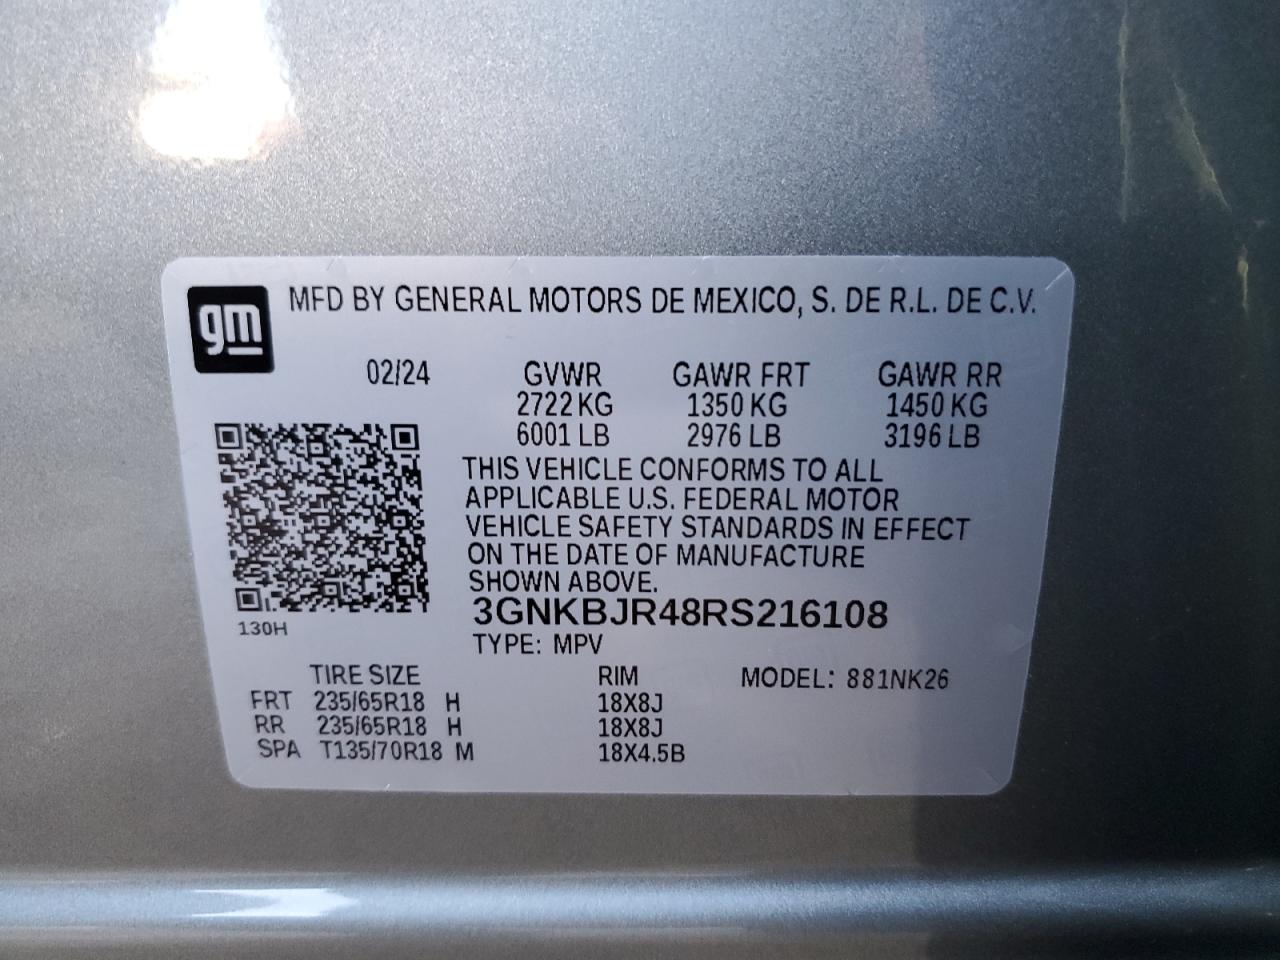 gm MFD BY GENERAL MOTORS DE MEXICO, S. DE R.L. DE C.V.
02/24 GVWR GAWR FRT GAWR RR
2722 KG 1350 KG 1450 KG
6001 LB 2976 LB 3196 LB
THIS VEHICLE CONFORMS TO ALL
APPLICABLE U.S. FEDERAL MOTOR
VEHICLE SAFETY STANDARDS IN EFFECT
ON THE DATE OF MANUFACTURE
SHOWN ABOVE.
3GNKBJR48RS216108
130H
TYPE: MPV
TIRE SIZE RIM MODEL: 881NK26
FRT 235/65R18 H 18X8J
RR 235/65R18 H 18X8J
SPA T135/70R18 M 18X4.5B